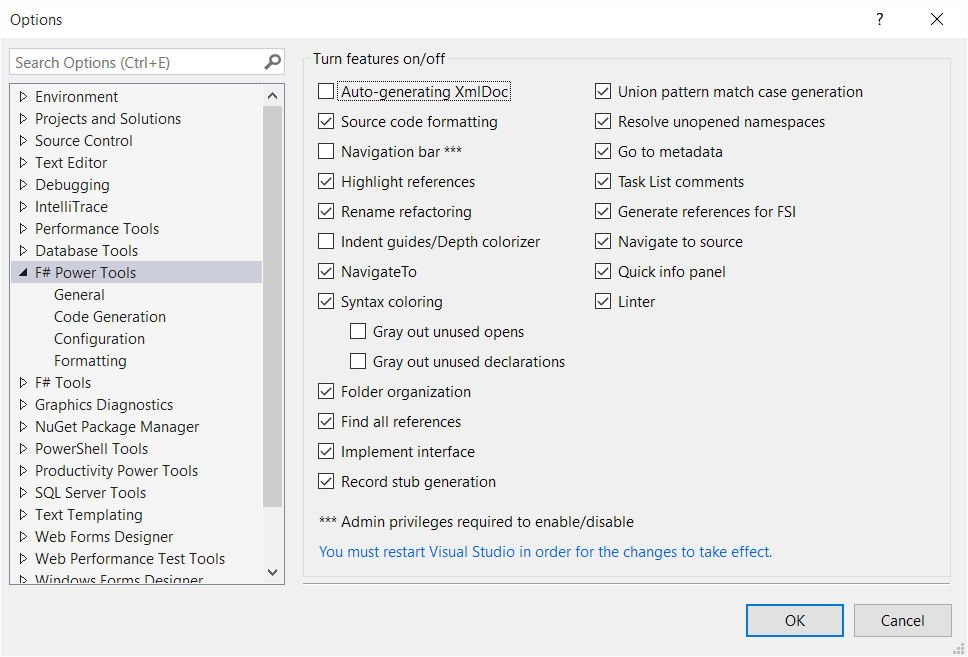 Options
?
Search Options (Ctrl+E)
Environment
Projects and Solutions
Source Control
Text Editor
Debugging
IntelliTrace
Performance Tools
Database Tools
F# Power Tools
General
Code Generation
Configuration
Formatting
F# Tools
Graphics Diagnostics
NuGet Package Manager
PowerShell Tools
Productivity Power Tools
SQL Server Tools
Text Templating
Web Forms Designer
Web Performance Test Tools
Windows Forms Designer
Turn features on/off
Auto-generating XmlDoc
Source code formatting
Navigation bar ***
Highlight references
Rename refactoring
Indent guides/Depth colorizer
NavigateTo
Syntax coloring
Gray out unused opens
Gray out unused declarations
Folder organization
Find all references
Implement interface
Record stub generation
Union pattern match case generation
Resolve unopened namespaces
Go to metadata
Task List comments
Generate references for FSI
Navigate to source
Quick info panel
Linter
*** Admin privileges required to enable/disable
You must restart Visual Studio in order for the changes to take effect.
OK
Cancel